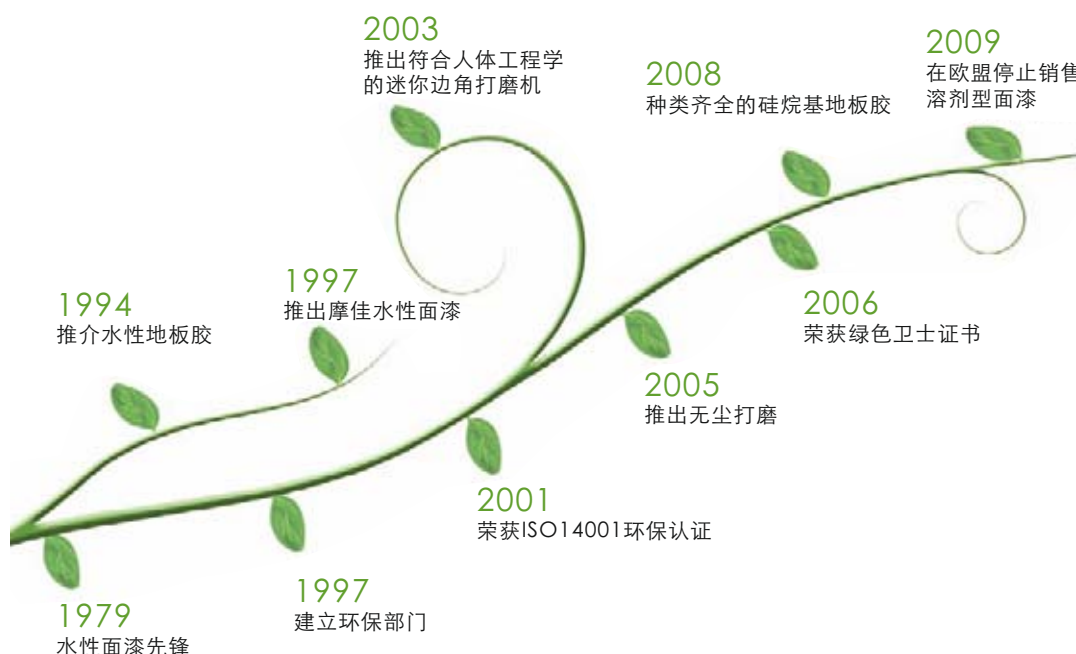 2003
推出符合人体工程学
的迷你边角打磨机
2008
种类齐全的硅烷基地板胶
2009
在欧盟停止销售
溶剂型面漆
1994
推介水性地板胶
1997
推出摩佳水性面漆
2006
荣获绿色卫士证书
2005
推出无尘打磨
2001
荣获ISO14001环保认证
1997
建立环保部门
1979
水性面漆先锋